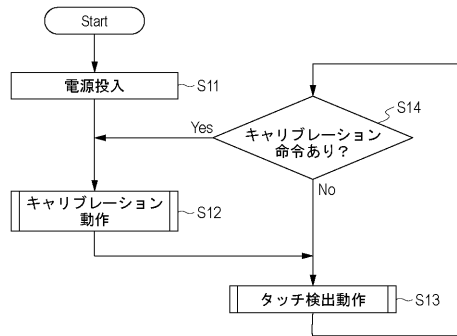 Start
電源投入
S11
S14
Yes
キャリブレーション
命令あり？
キャリブレーション
動作
S12
No
タッチ検出動作
S13